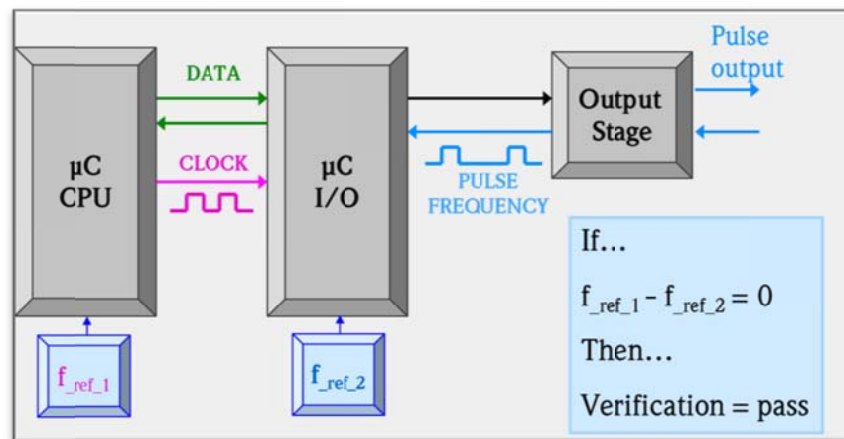 µC
CPU
DATA
CLOCK
µC
I/O
PULSE
FREQUENCY
Output
Stage
Pulse
output
f_ref_1
f_ref_2
If...
f_ref_1 - f_ref_2 = 0
Then...
Verification = pass